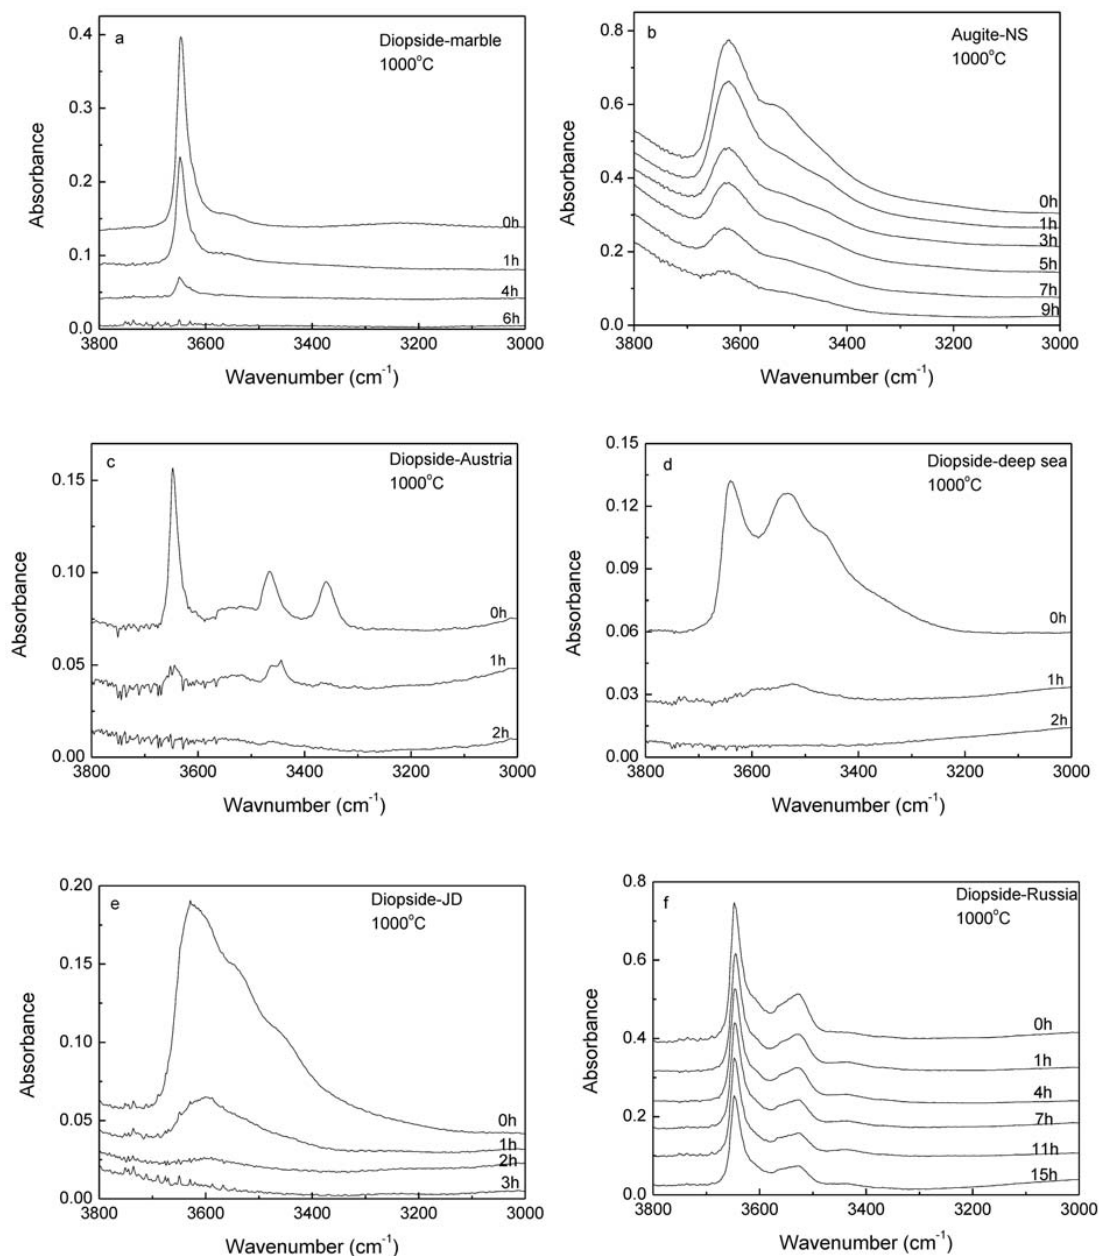 a
Diopside-marble
1000°C
0.4
0.3
0.2
0.1
0.0
Absorbance
0h
1h
4h
6h
3800 3600 3400 3200 3000
Wavenumber (cm⁻¹)
b
Augite-NS
1000°C
0.8
0.6
0.4
0.2
0.0
Absorbance
0h
1h
3h
5h
7h
9h
3800 3600 3400 3200 3000
Wavenumber (cm⁻¹)
c
Diopside-Austria
1000°C
0.15
0.10
0.05
0.00
Absorbance
0h
1h
2h
3800 3600 3400 3200 3000
Wavnumber (cm⁻¹)
d
Diopside-deep sea
1000°C
0.15
0.12
0.09
0.06
0.03
0.00
Absorbance
0h
1h
2h
3800 3600 3400 3200 3000
Wavenumber (cm⁻¹)
e
Diopside-JD
1000°C
0.20
0.15
0.10
0.05
0.00
Absorbance
0h
1h
2h
3h
3800 3600 3400 3200 3000
Wavenumber (cm⁻¹)
f
Diopside-Russia
1000°C
0.8
0.6
0.4
0.2
0.0
Absorbance
0h
1h
4h
7h
11h
15h
3800 3600 3400 3200 3000
Wavenumber (cm⁻¹)